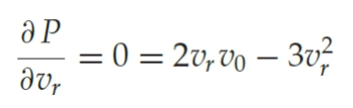 ∂P/∂v_r = 0 = 2v_r v_0 − 3v_r^2